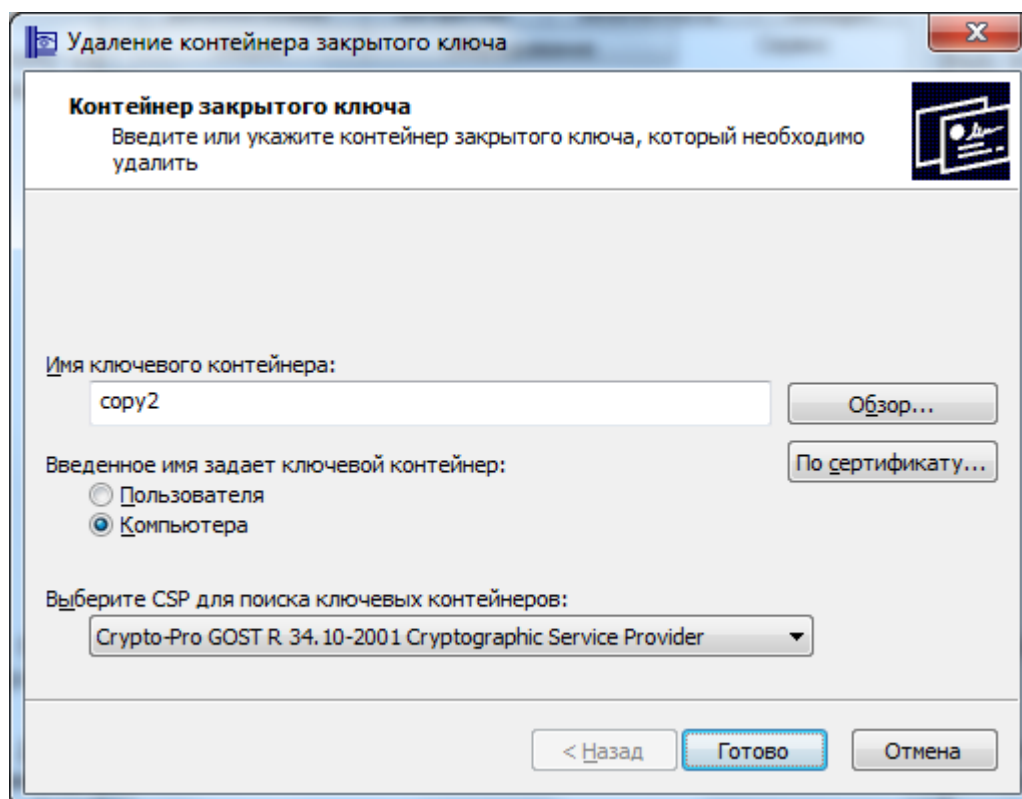 Удаление контейнера закрытого ключа
Контейнер закрытого ключа
Введите или укажите контейнер закрытого ключа, который необходимо
удалить
Имя ключевого контейнера:
copy2
Обзор...
Введенное имя задает ключевой контейнер:
По сертификату...
Пользователя
Компьютера
Выберите CSP для поиска ключевых контейнеров:
Crypto-Pro GOST R 34.10-2001 Cryptographic Service Provider
< Назад
Готово
Отмена